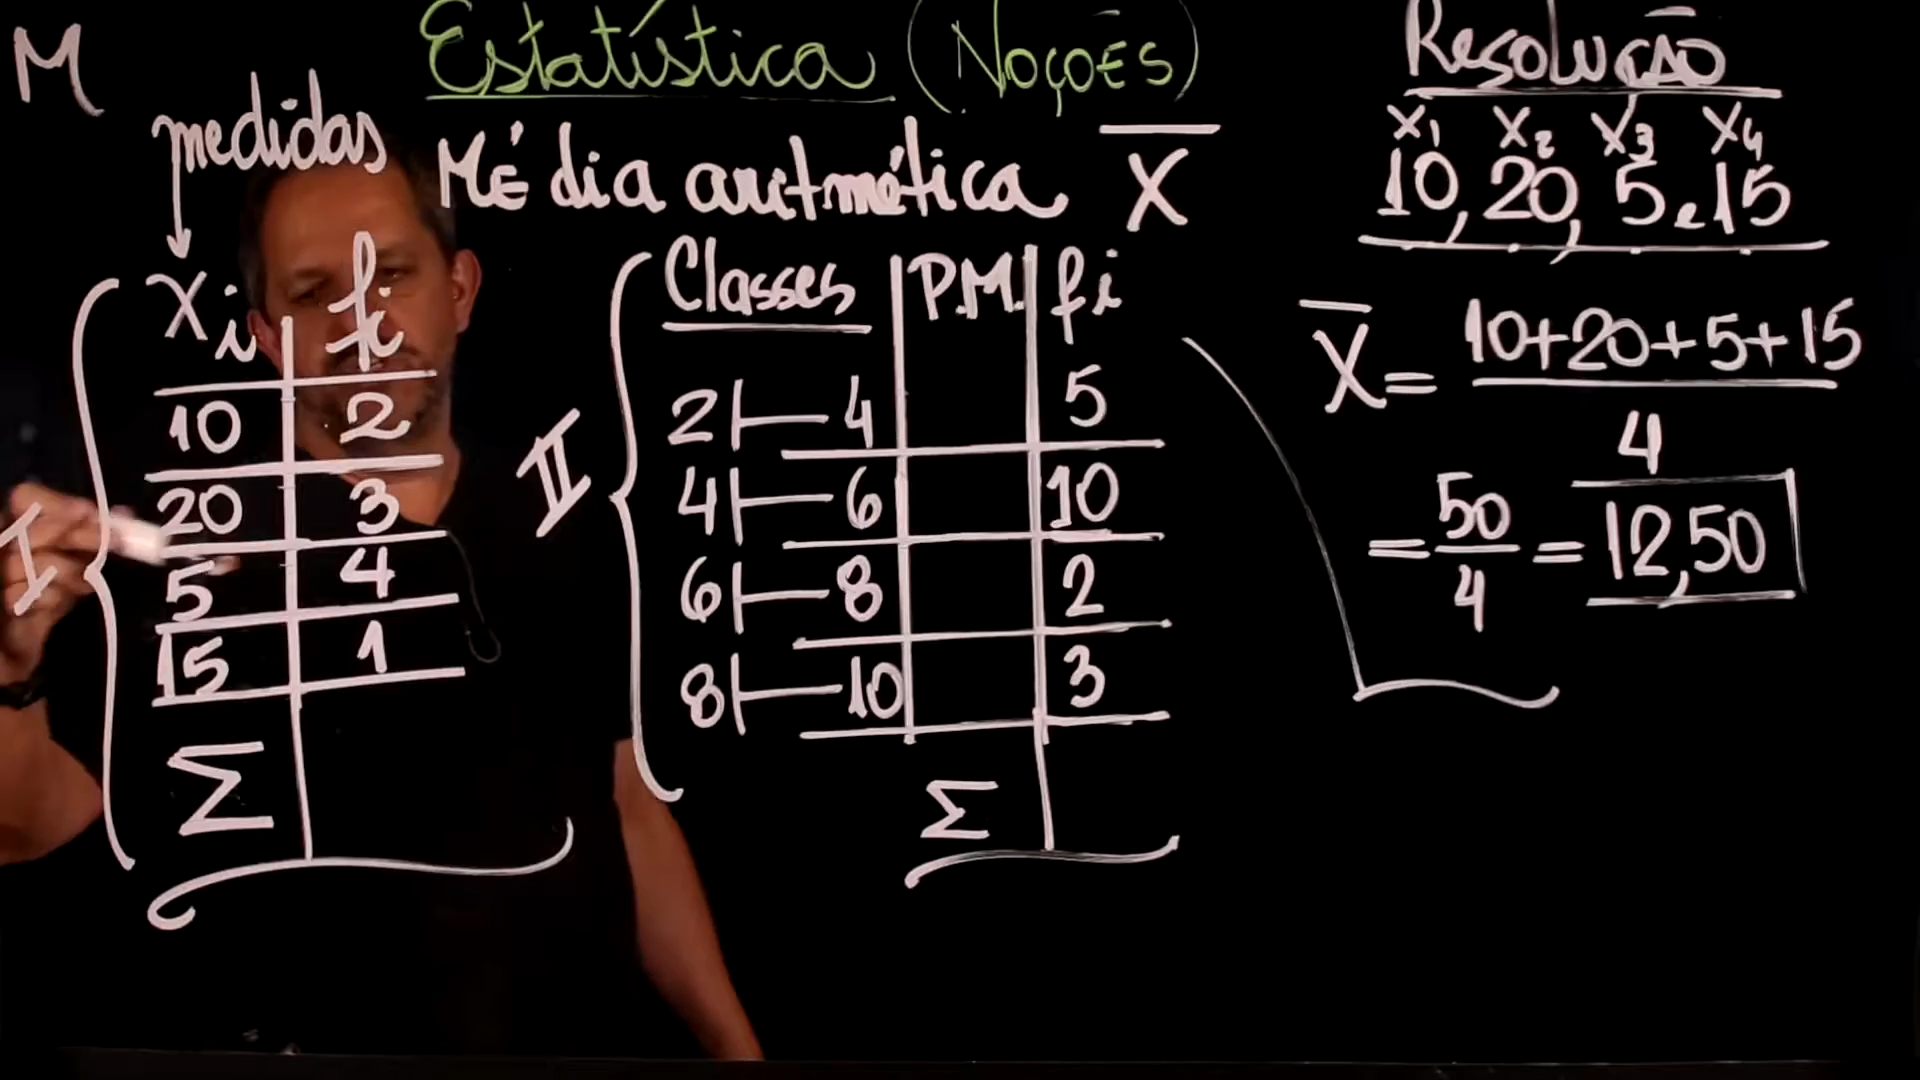 M
Estatística (Noções)
medidas
Média aritmética X̄
I
xi fi
10 2
20 3
5 4
15 1
Σ
II
Classes P.M. fi
2 |— 4 5
4 |— 6 10
6 |— 8 2
8 |— 10 3
Σ
Resolução
x1 x2 x3 x4
10, 20, 5 e 15
X̄ = 10+20+5+15
4
= 50/4 = 12,50